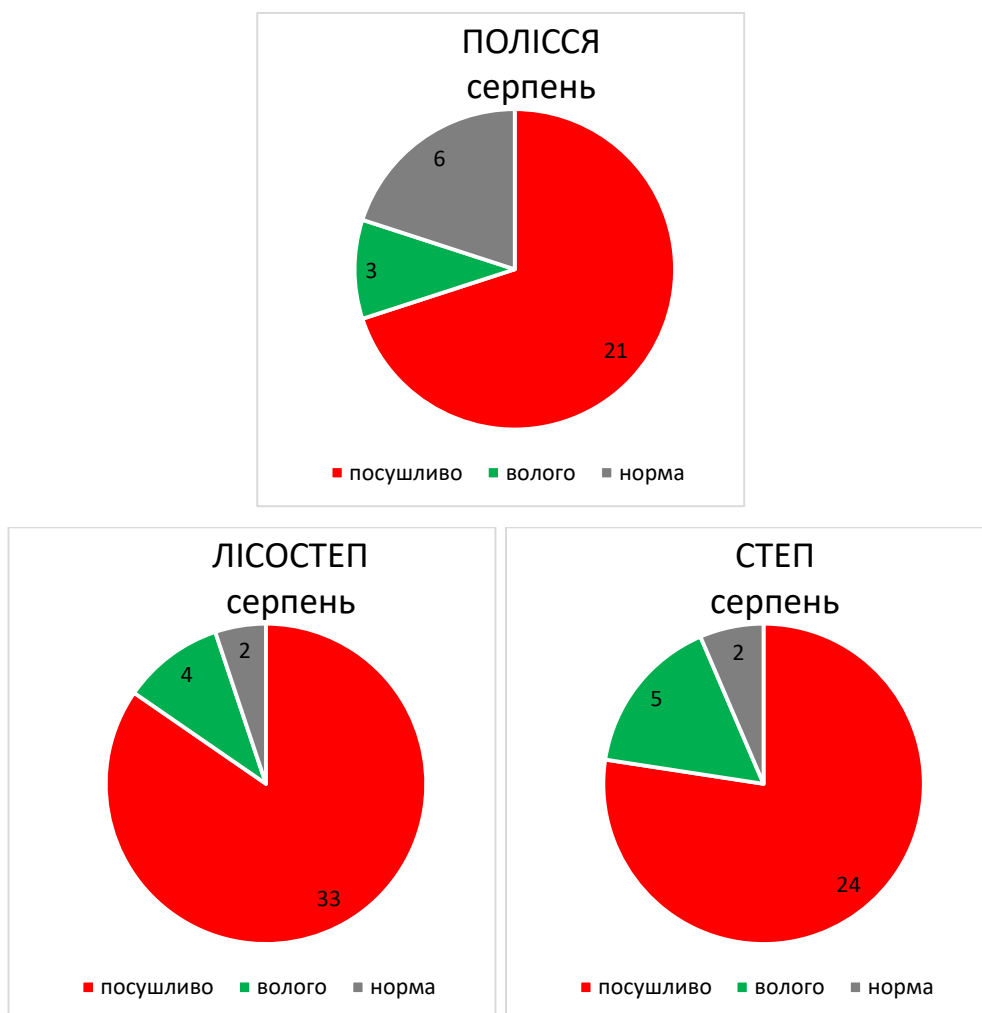 ПОЛІССЯ
серпень
6
3
21
посушливо волого норма
ЛІСОСТЕП
серпень
2
4
33
посушливо волого норма
СТЕП
серпень
2
5
24
посушливо волого норма